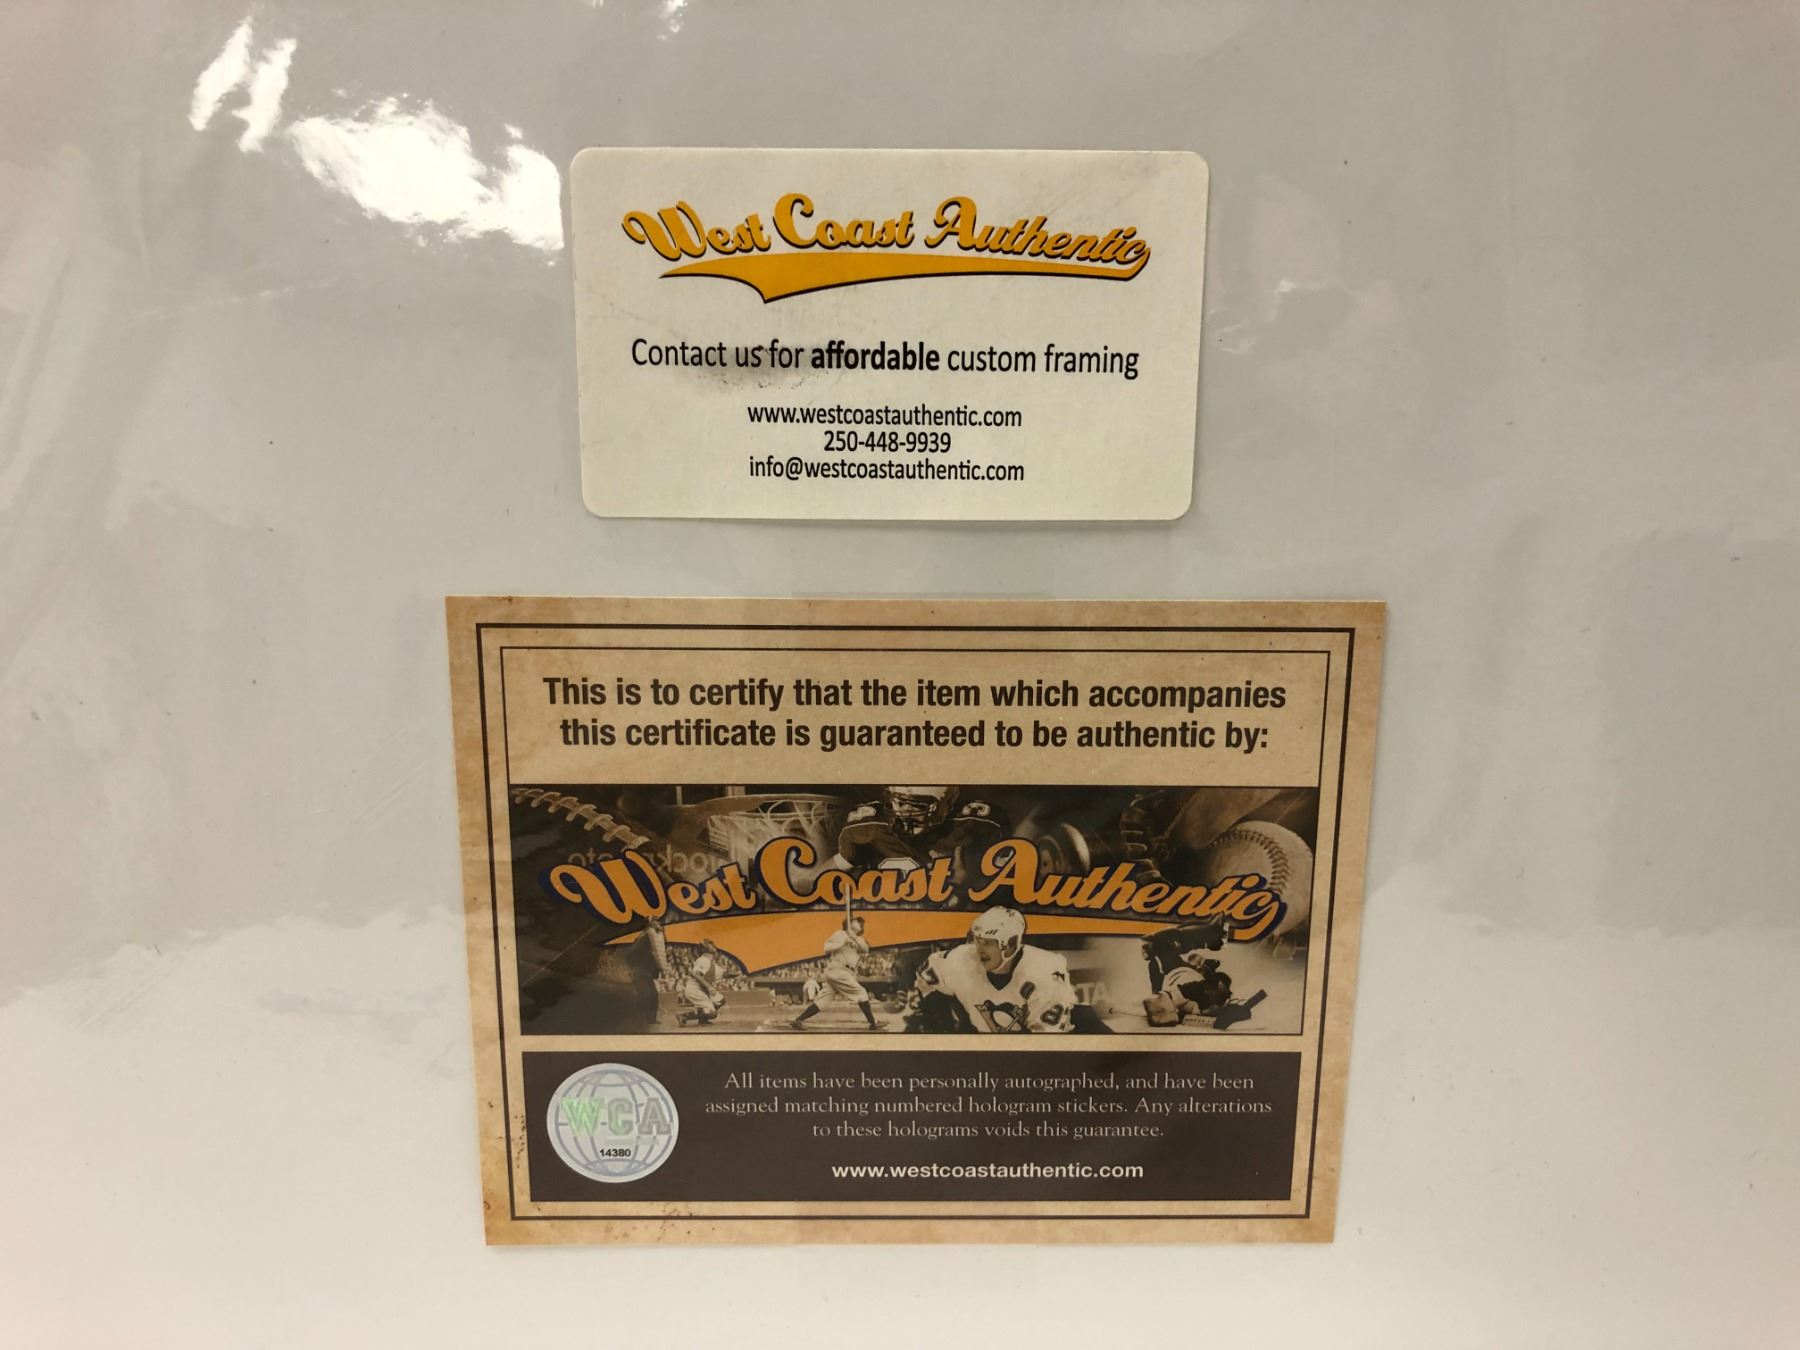 West Coast Authentic
Contact us for affordable custom framing
www.westcoastauthentic.com
250-448-9939
info@westcoastauthentic.com
This is to certify that the item which accompanies
this certificate is guaranteed to be authentic by:
West Coast Authentic
WCA
14380
All items have been personally autographed, and have been
assigned matching numbered hologram stickers. Any alterations
to these holograms voids this guarantee.
www.westcoastauthentic.com